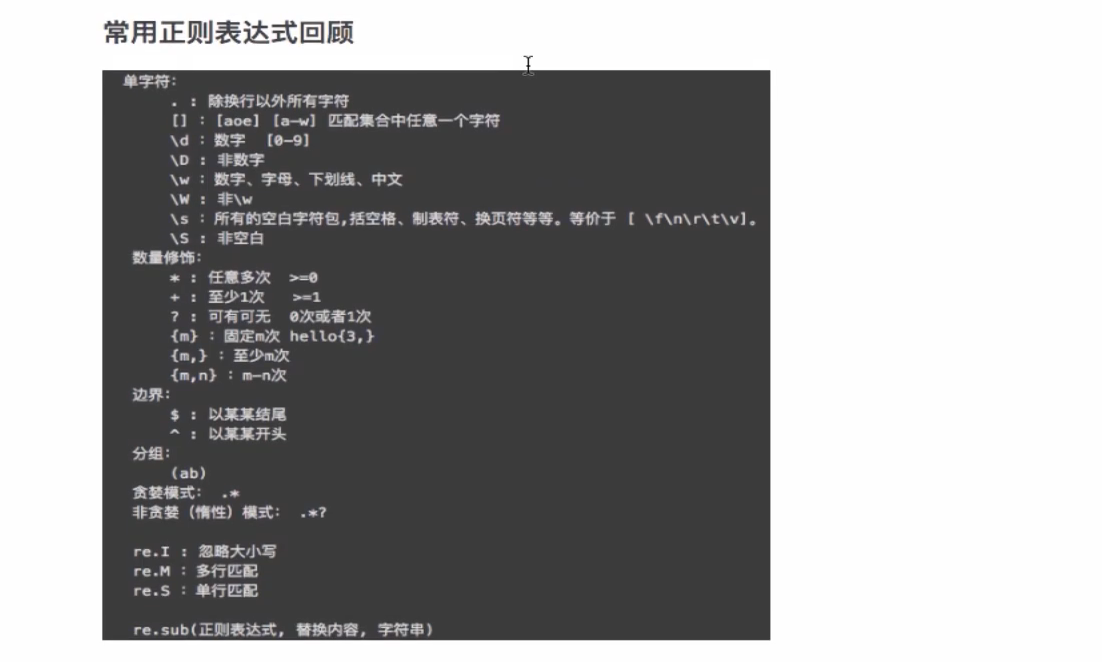 常用正则表达式回顾
单字符：
. : 除换行以外所有字符
[] : [aoe] [a-w] 匹配集合中任意一个字符
\d : 数字 [0-9]
\D : 非数字
\w : 数字、字母、下划线、中文
\W : 非\w
\s : 所有的空白字符包,括空格、制表符、换页符等等。等价于 [ \f\n\r\t\v]。
\S : 非空白
数量修饰：
* : 任意多次 >=0
+ : 至少1次 >=1
? : 可有可无 0次或者1次
{m} : 固定m次 hello{3,}
{m,} : 至少m次
{m,n} : m-n次
边界：
$ : 以某某结尾
^ : 以某某开头
分组：
(ab)
贪婪模式： .*
非贪婪（惰性）模式： .*?
re.I : 忽略大小写
re.M : 多行匹配
re.S : 单行匹配
re.sub(正则表达式, 替换内容, 字符串)